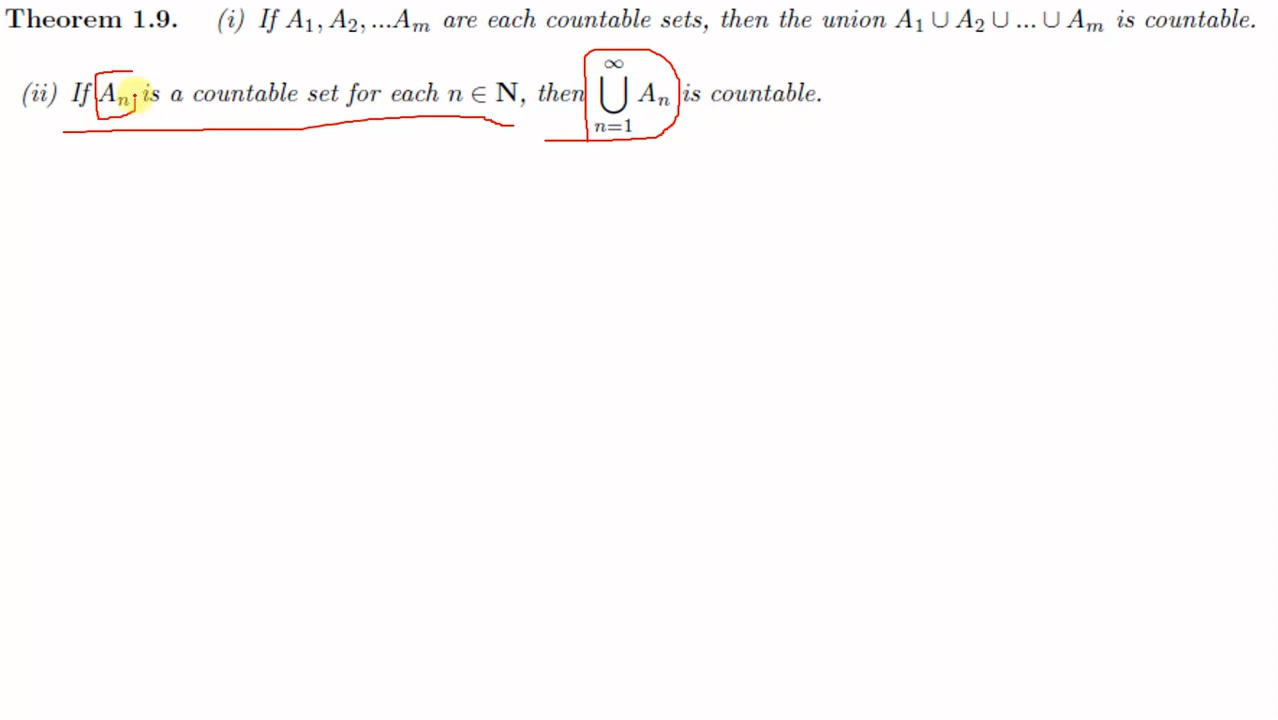 Theorem 1.9. (i) If A₁, A₂, ...Aₘ are each countable sets, then the union A₁ ∪ A₂ ∪ ... ∪ Aₘ is countable.
(ii) If Aₙ is a countable set for each n ∈ N, then ⋃_{n=1}^{∞} Aₙ is countable.